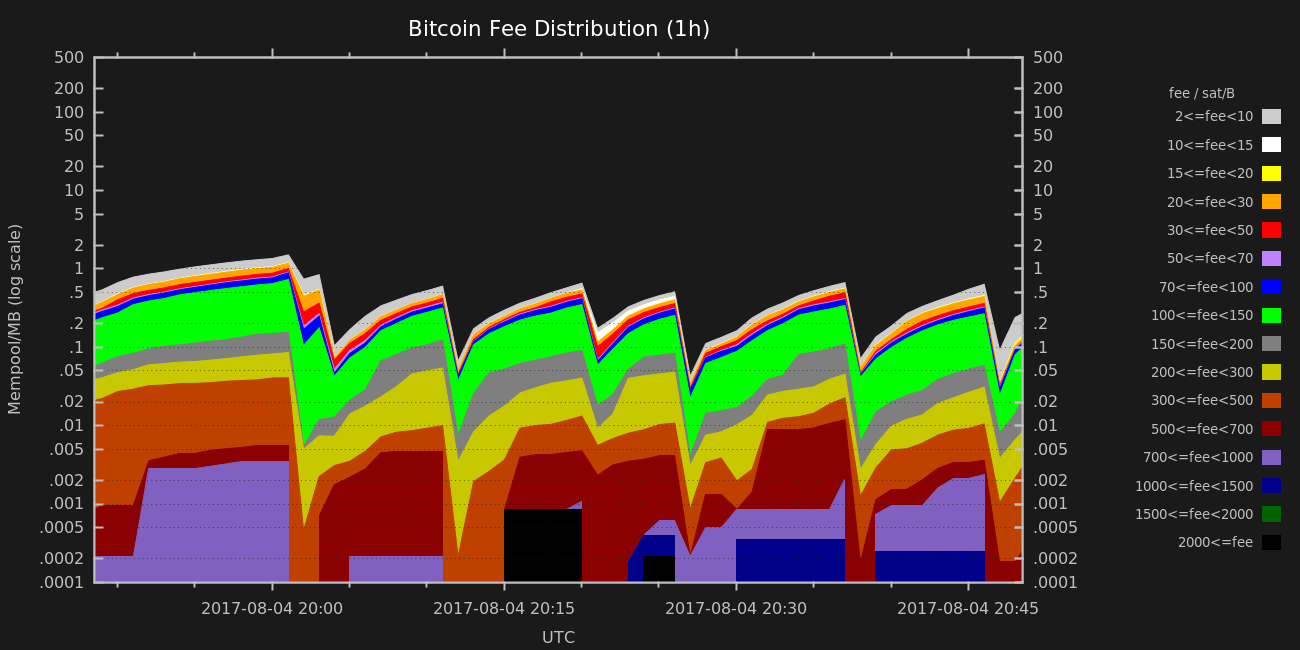 Bitcoin Fee Distribution (1h)
Mempool/MB (log scale)
500
200
100
50
20
10
5
2
1
.5
.2
.1
.05
.02
.01
.005
.002
.001
.0005
.0002
.0001
500
200
100
50
20
10
5
2
1
.5
.2
.1
.05
.02
.01
.005
.002
.001
.0005
.0002
.0001
2017-08-04 20:00
2017-08-04 20:15
2017-08-04 20:30
2017-08-04 20:45
UTC
fee / sat/B
2<=fee<10
10<=fee<15
15<=fee<20
20<=fee<30
30<=fee<50
50<=fee<70
70<=fee<100
100<=fee<150
150<=fee<200
200<=fee<300
300<=fee<500
500<=fee<700
700<=fee<1000
1000<=fee<1500
1500<=fee<2000
2000<=fee